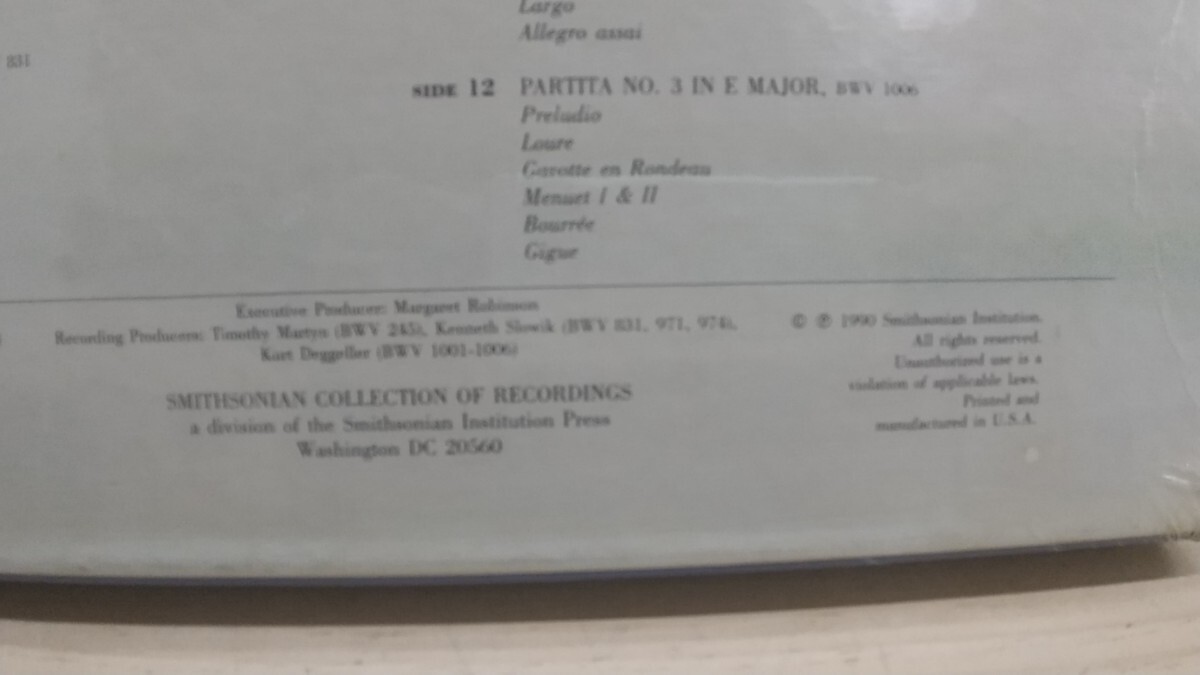 Largo
Allegro assai
831
SIDE 12 PARTITA NO. 3 IN E MAJOR, BWV 1006
Preludio
Loure
Gavotte en Rondeau
Menuet I & II
Bourrée
Gigue
Executive Producer: Margaret Robinson
Recording Producers: Timothy Martyn (BWV 245), Kenneth Slowik (BWV 831, 971, 974),
Kurt Deggeller (BWV 1001-1006)
SMITHSONIAN COLLECTION OF RECORDINGS
a division of the Smithsonian Institution Press
Washington DC 20560
© ℗ 1990 Smithsonian Institution.
All rights reserved.
Unauthorized use is a
violation of applicable laws.
Printed and
manufactured in U.S.A.